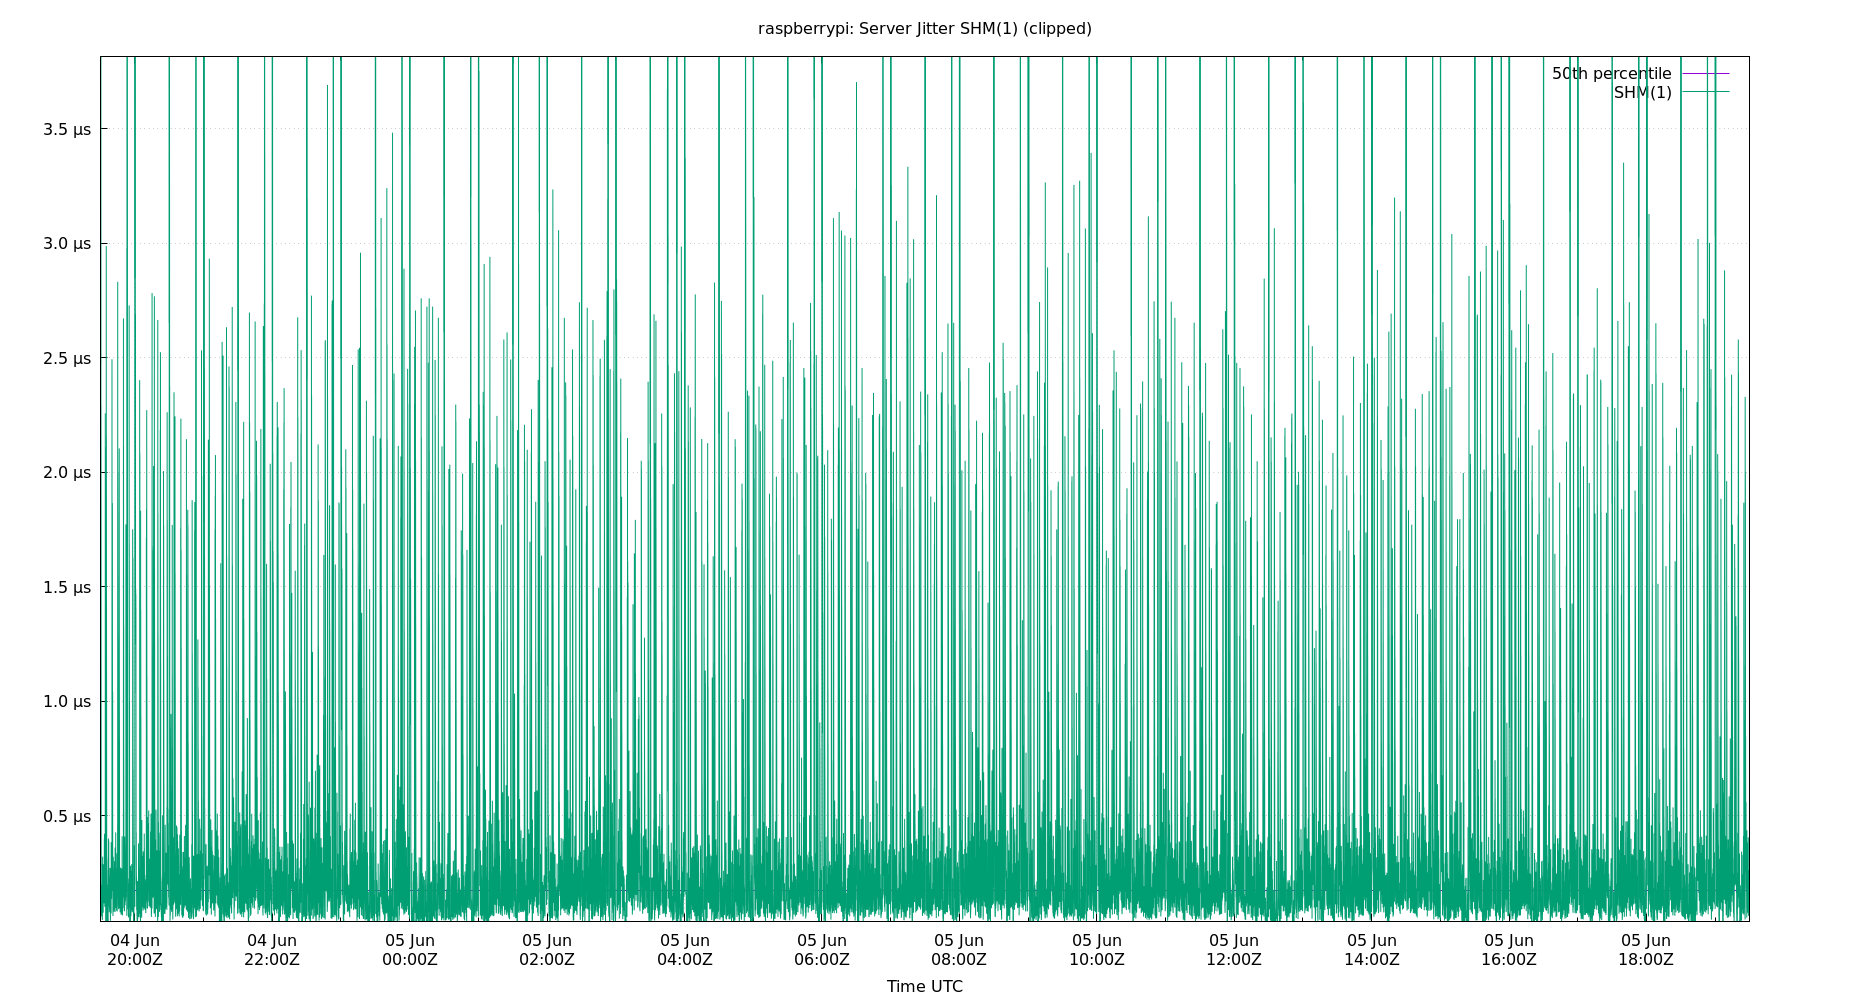 raspberrypi: Server Jitter SHM(1) (clipped)
50th percentile
SHM(1)
3.5 µs
3.0 µs
2.5 µs
2.0 µs
1.5 µs
1.0 µs
0.5 µs
04 Jun 04 Jun 05 Jun 05 Jun 05 Jun 05 Jun 05 Jun 05 Jun 05 Jun 05 Jun 05 Jun 05 Jun
20:00Z 22:00Z 00:00Z 02:00Z 04:00Z 06:00Z 08:00Z 10:00Z 12:00Z 14:00Z 16:00Z 18:00Z
Time UTC